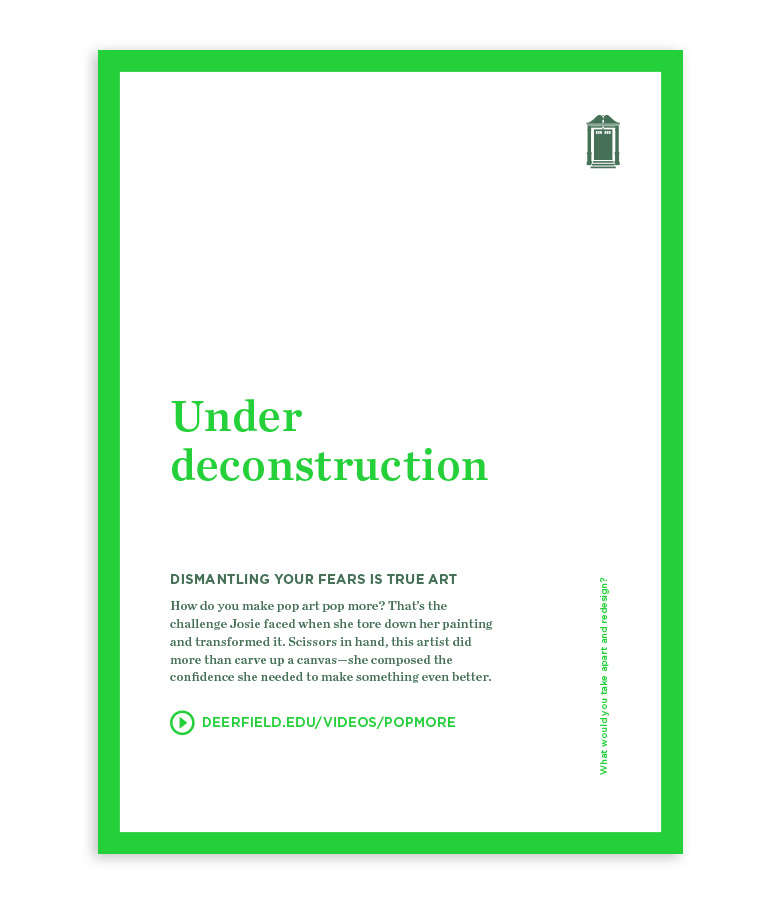 Under
deconstruction
DISMANTLING YOUR FEARS IS TRUE ART
How do you make pop art pop more? That’s the
challenge Josie faced when she tore down her painting
and transformed it. Scissors in hand, this artist did
more than carve up a canvas—she composed the
confidence she needed to make something even better.
DEERFIELD.EDU/VIDEOS/POPMORE
What would you take apart and redesign?